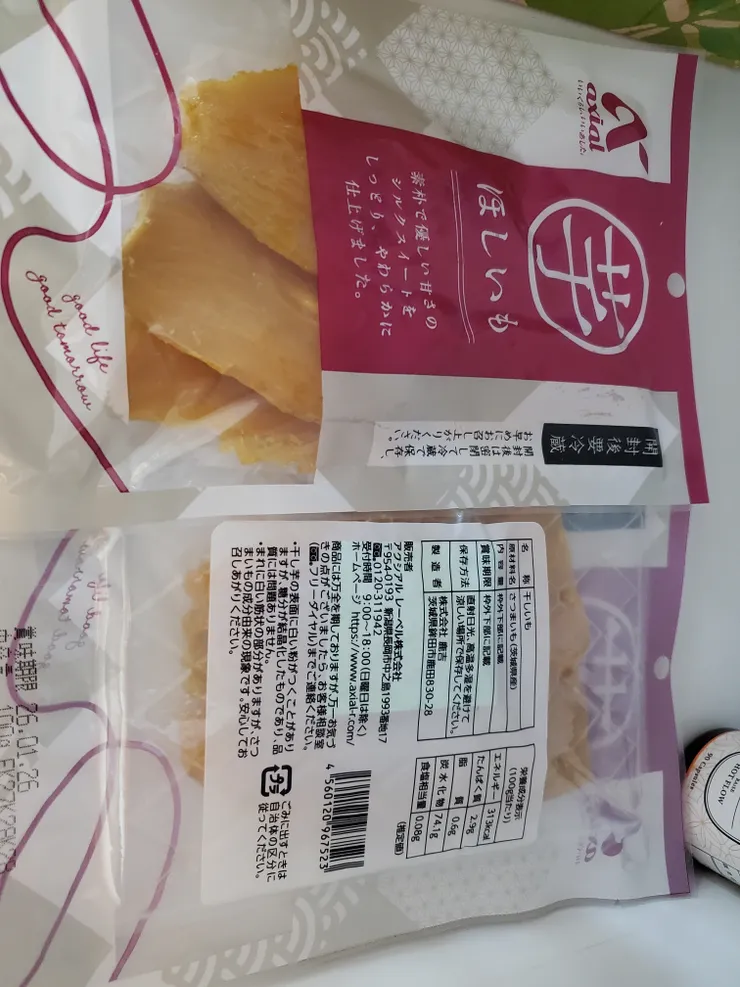 axial
いいくらし、いいあした。
芋
ほしいも
素朴で優しい甘さの
シルクスイートを
しっとり、やわらかに
仕上げました。
good life
good tomorrow
開封後要冷蔵
開封後は密閉して冷蔵で保存し、
お早めにお召し上がりください。
名称 干しいも
原材料名 さつまいも(茨城県産)
内容量 枠外下部に記載
賞味期限 枠外下部に記載
保存方法 直射日光、高温多湿を避けて
涼しい場所で保存してください。
製造者 株式会社 鹿吉
茨城県鉾田市鹿田830-28
販売者
アクシアル レーベル株式会社
〒954-0193 新潟県長岡市中之島1993番地17
0120-311942
受付時間 9:00~18:00(日曜日は除く)
ホームページ https://www.axial-r.com/
商品には万全を期しておりますが、万一お気づ
きの点がございましたら、お客様相談室
(フリーダイヤル)までご連絡ください。
・干し芋の表面に白い粉がつくことがあり
ますが、糖分が結晶化したものであり、品
質には問題ありません。
・まれに白い筋状の部分がありますが、さつ
まいもの成分由来の現象です。安心してお
召しあがりください。
栄養成分表示
(100g当たり)
エネルギー 313kcal
たんぱく質 2.9g
脂質 0.6g
炭水化物 74.1g
食塩相当量 0.08g
(推定値)
4 560120 967523
プラ
ごみに出すときは
自治体の区分に
従ってください。
賞味期限 26.01.26
100g
HOT FLOW
90 Capsules